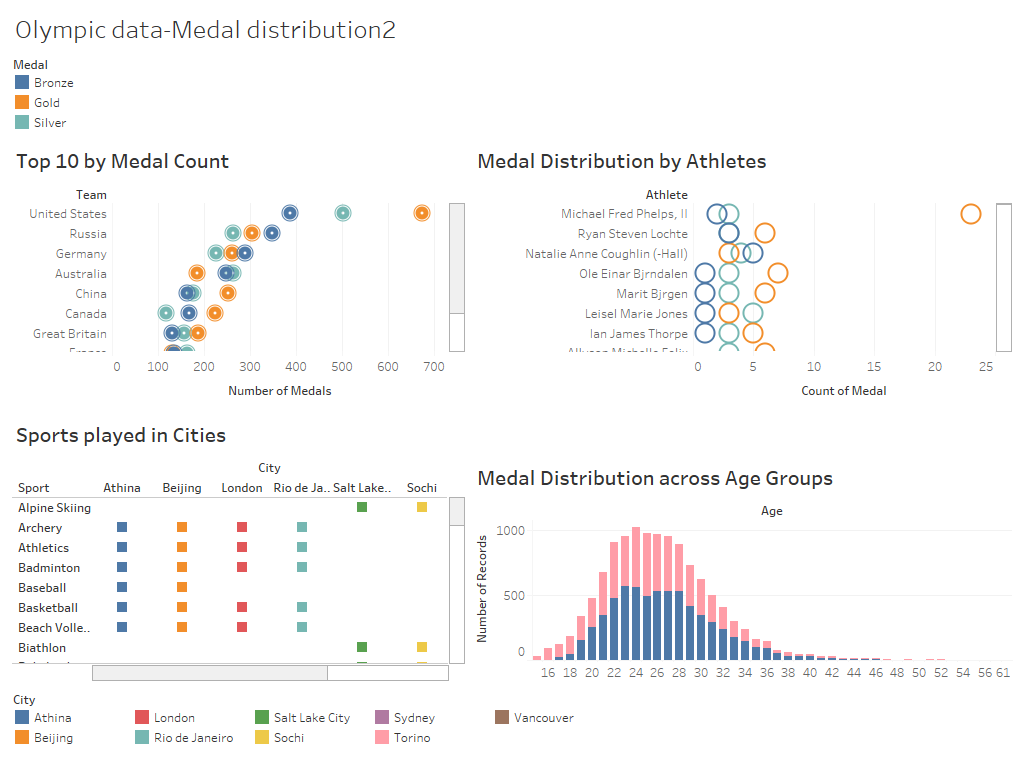 Olympic data-Medal distribution2
Medal
Bronze
Gold
Silver
Top 10 by Medal Count
Team
United States
Russia
Germany
Australia
China
Canada
Great Britain
France
0 100 200 300 400 500 600 700
Number of Medals
Medal Distribution by Athletes
Athlete
Michael Fred Phelps, II
Ryan Steven Lochte
Natalie Anne Coughlin (-Hall)
Ole Einar Bjrndalen
Marit Bjrgen
Leisel Marie Jones
Ian James Thorpe
Allyson Michelle Felix
0 5 10 15 20 25
Count of Medal
Sports played in Cities
City
Sport Athina Beijing London Rio de Ja.. Salt Lake.. Sochi
Alpine Skiing
Archery
Athletics
Badminton
Baseball
Basketball
Beach Volle..
Biathlon
Medal Distribution across Age Groups
Age
Number of Records
1000
500
0
16 18 20 22 24 26 28 30 32 34 36 38 40 42 44 46 48 50 52 54 56 61
City
Athina London Salt Lake City Sydney Vancouver
Beijing Rio de Janeiro Sochi Torino